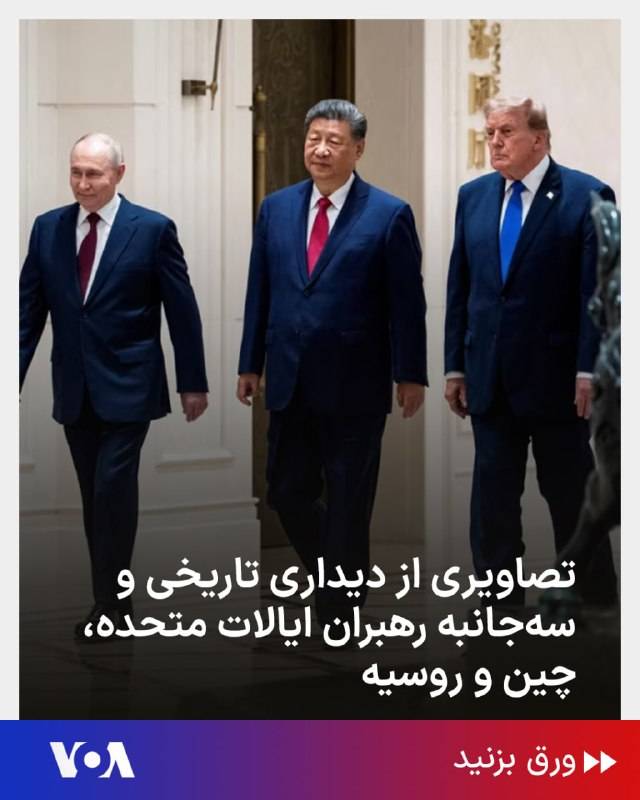 تصاویری از دیداری تاریخی و
سه‌جانبه رهبران ایالات متحده،
چین و روسیه
ورق بزنید
VOA